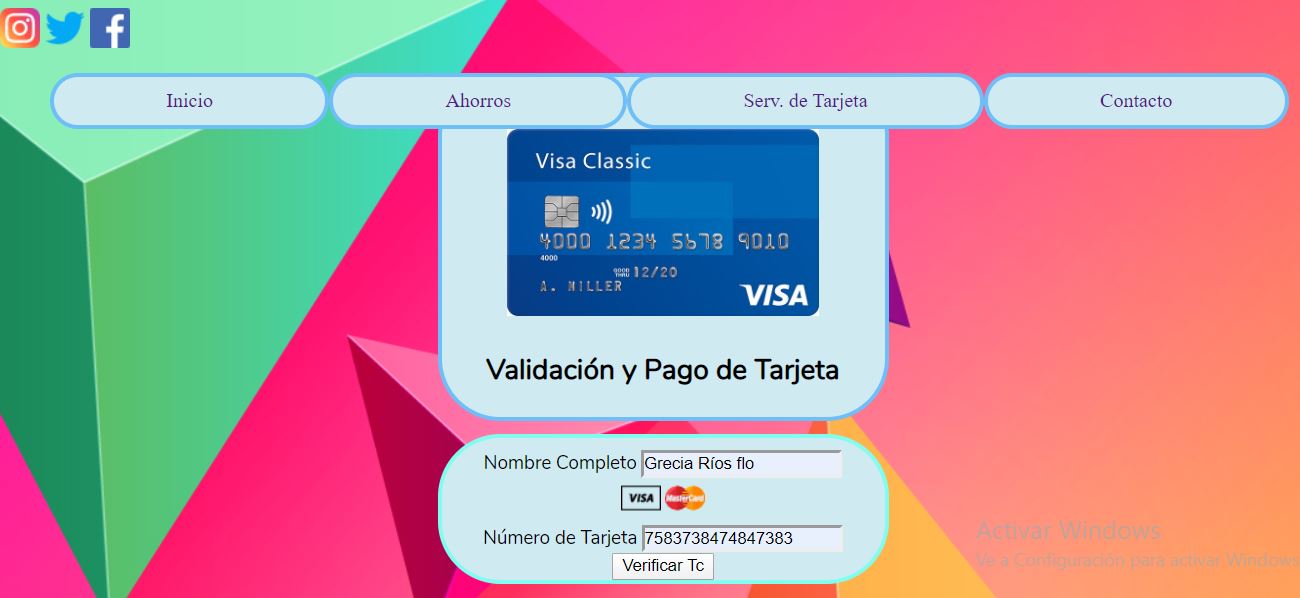 Inicio
Ahorros
Serv. de Tarjeta
Contacto
Visa Classic
4000 1234 5678 9010
4000
GOOD THRU 12/20
A. MILLER
VISA
Validación y Pago de Tarjeta
Nombre Completo Grecia Ríos flo
VISA MasterCard
Número de Tarjeta 7583738474847383
Verificar Tc
Activar Windows
Ve a Configuración para activar Windows